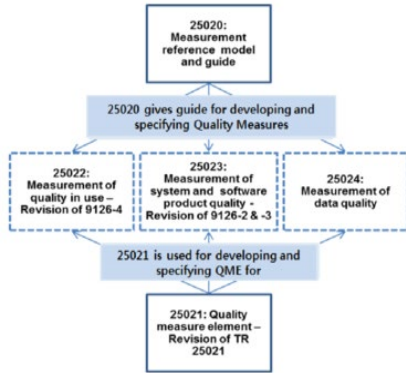 25020:
Measurement
reference model
and guide
25020 gives guide for developing and
specifying Quality Measures
25022:
Measurement of
quality in use –
Revision of 9126-4
25023:
Measurement of
system and software
product quality -
Revision of 9126-2 & -3
25024:
Measurement of
data quality
25021 is used for developing and
specifying QME for
25021: Quality
measure element –
Revision of TR
25021